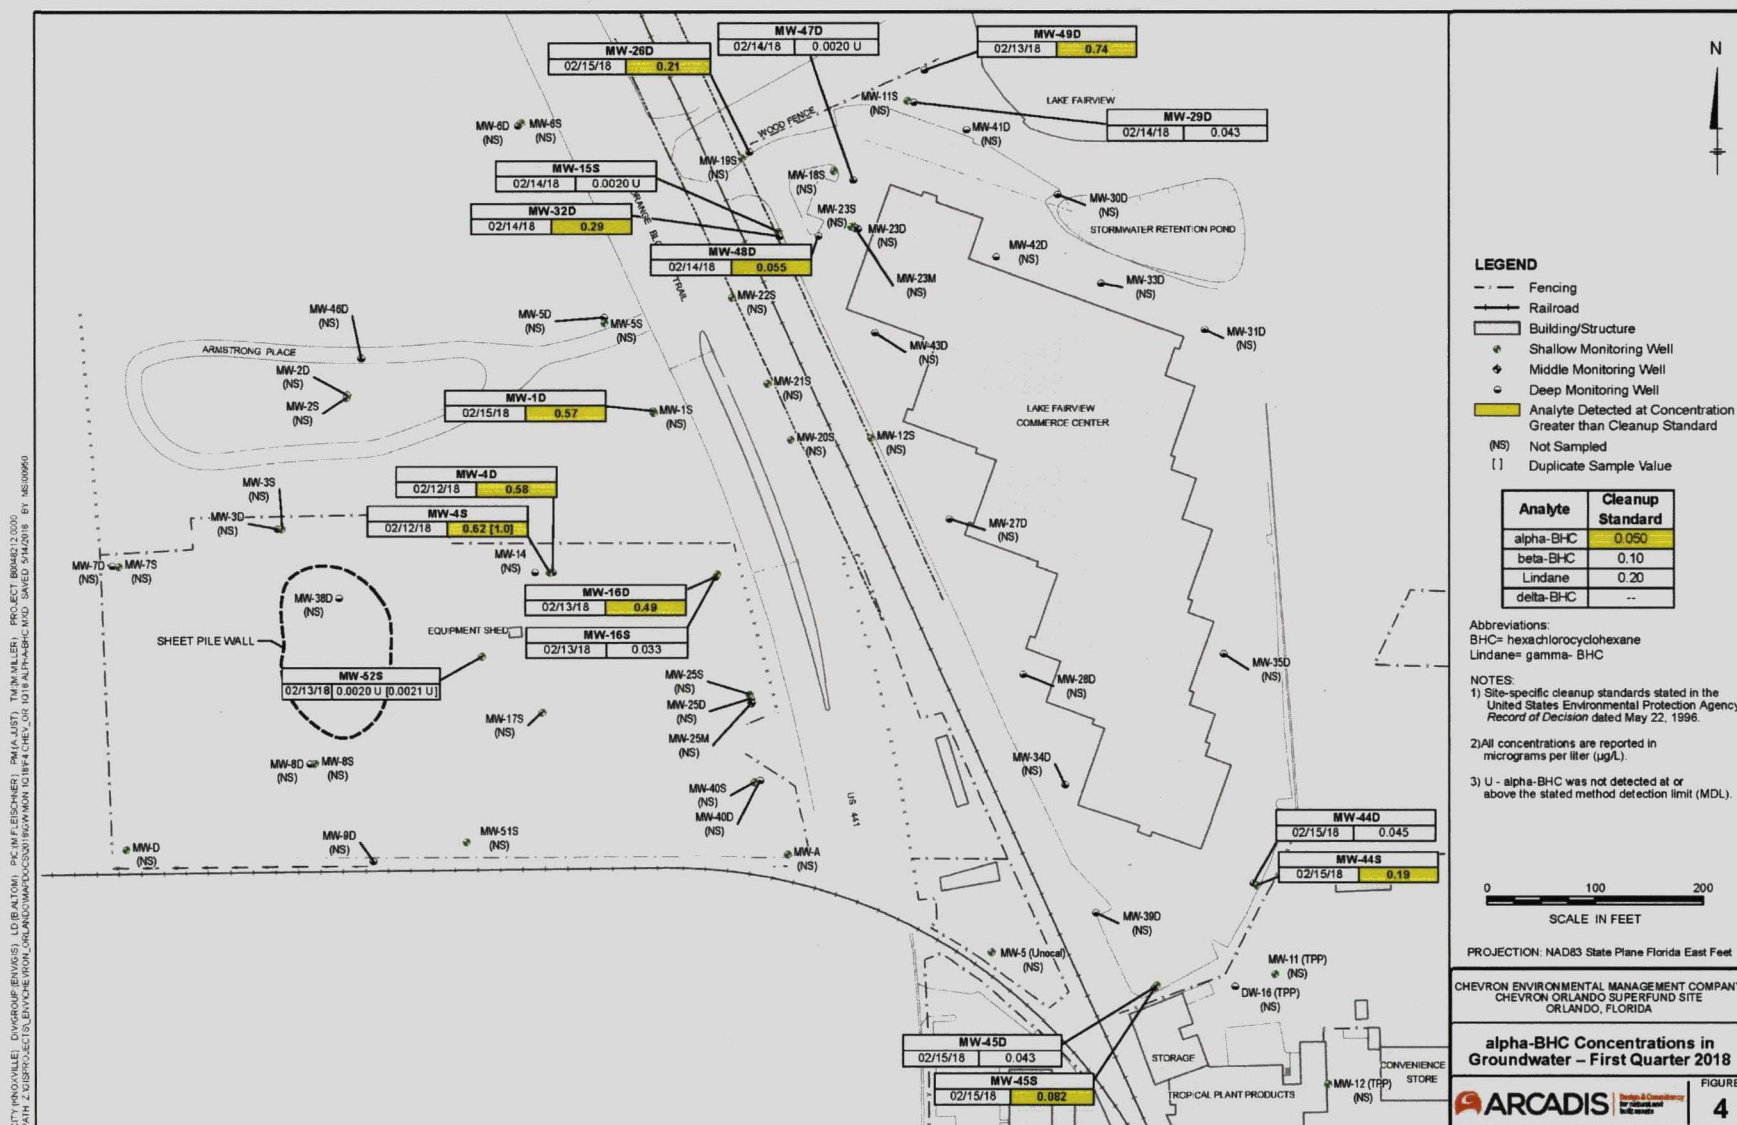 MW-47D
02/14/18 0.0020 U
MW-49D
02/13/18 0.74
MW-26D
02/15/18 0.21
N
MW-11S
(NS)
LAKE FAIRVIEW
MW-29D
02/14/18 0.043
WOOD FENCE
MW-41D
(NS)
MW-6D
(NS)
MW-6S
(NS)
MW-19S
(NS)
MW-15S
02/14/18 0.0020 U
MW-18S
(NS)
MW-32D
02/14/18 0.29
MW-30D
(NS)
MW-23S
(NS)
MW-23D
(NS)
STORMWATER RETENTION POND
MW-48D
02/14/18 0.055
TRAIL
MW-42D
(NS)
MW-23M
(NS)
MW-33D
(NS)
MW-22S
(NS)
MW-46D
(NS)
MW-5D
(NS)
MW-5S
(NS)
MW-31D
(NS)
MW-43D
(NS)
ARMSTRONG PLACE
MW-2D
(NS)
MW-2S
(NS)
MW-21S
(NS)
MW-1D
02/15/18 0.57
MW-1S
(NS)
LAKE FAIRVIEW
COMMERCE CENTER
MW-20S
(NS)
MW-12S
(NS)
MW-4D
02/12/18 0.58
MW-3S
(NS)
MW-3D
(NS)
MW-4S
02/12/18 0.62 [1.0]
MW-27D
(NS)
MW-14
(NS)
MW-7D
(NS)
MW-7S
(NS)
MW-16D
02/13/18 0.49
MW-38D
(NS)
EQUIPMENT SHED
MW-16S
02/13/18 0.033
SHEET PILE WALL
MW-52S
02/13/18 0.0020 U [0.0021 U]
MW-35D
(NS)
MW-25S
(NS)
MW-25D
(NS)
MW-25M
(NS)
MW-28D
(NS)
MW-17S
(NS)
MW-8D
(NS)
MW-8S
(NS)
MW-34D
(NS)
MW-40S
(NS)
MW-40D
(NS)
US 441
MW-44D
02/15/18 0.045
MW-D
(NS)
MW-9D
(NS)
MW-51S
(NS)
MW-A
(NS)
MW-44S
02/15/18 0.19
MW-39D
(NS)
MW-5 (Unocal)
(NS)
MW-11 (TPP)
(NS)
DW-16 (TPP)
(NS)
MW-45D
02/15/18 0.043
STORAGE
MW-45S
02/15/18 0.082
TROPICAL PLANT PRODUCTS
MW-12 (TPP)
(NS)
CONVENIENCE
STORE
LEGEND
Fencing
Railroad
Building/Structure
Shallow Monitoring Well
Middle Monitoring Well
Deep Monitoring Well
Analyte Detected at Concentration
Greater than Cleanup Standard
(NS) Not Sampled
[ ] Duplicate Sample Value
Analyte Cleanup Standard
alpha-BHC 0.050
beta-BHC 0.10
Lindane 0.20
delta-BHC --
Abbreviations:
BHC= hexachlorocyclohexane
Lindane= gamma- BHC
NOTES:
1) Site-specific cleanup standards stated in the
United States Environmental Protection Agency
Record of Decision dated May 22, 1996.
2)All concentrations are reported in
micrograms per liter (µg/L).
3) U - alpha-BHC was not detected at or
above the stated method detection limit (MDL).
0 100 200
SCALE IN FEET
PROJECTION: NAD83 State Plane Florida East Feet
CHEVRON ENVIRONMENTAL MANAGEMENT COMPANY
CHEVRON ORLANDO SUPERFUND SITE
ORLANDO, FLORIDA
alpha-BHC Concentrations in
Groundwater – First Quarter 2018
ARCADIS Design & Consultancy
for natural and
built assets
FIGURE
4